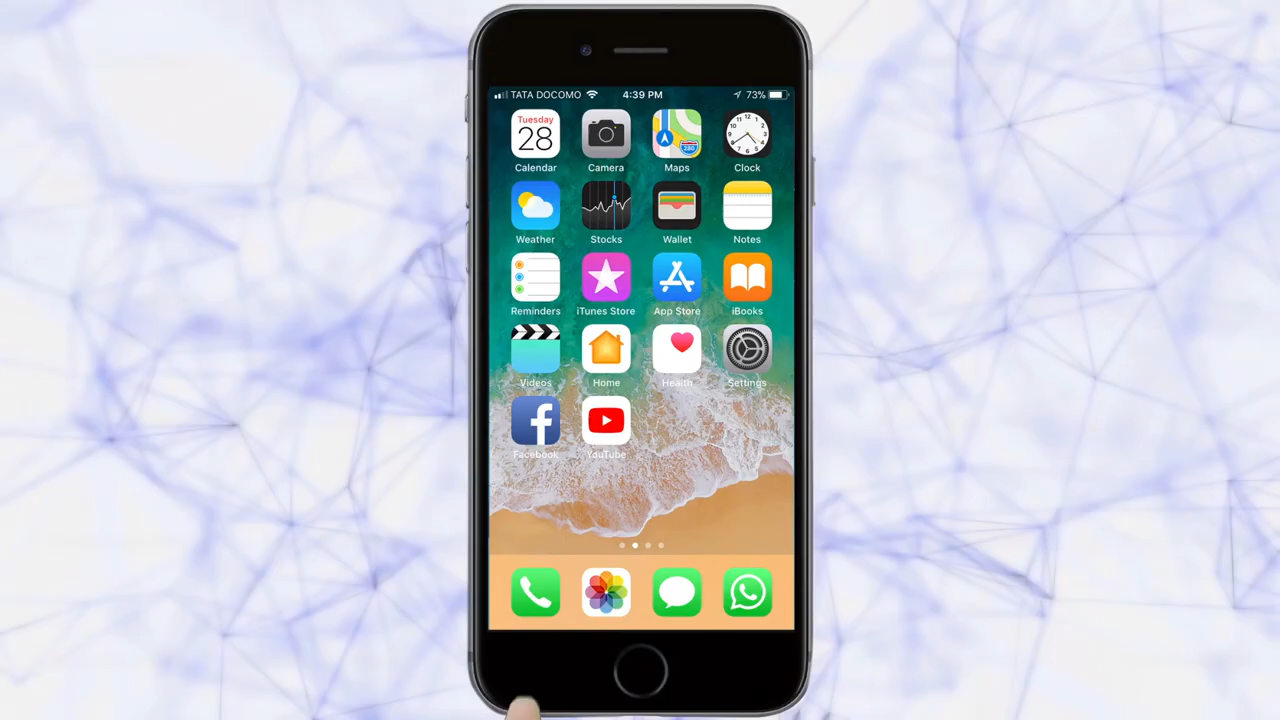 TATA DOCOMO 4:39 PM 73%
Tuesday
28
Calendar Camera Maps Clock
Weather Stocks Wallet Notes
Reminders iTunes Store App Store iBooks
Videos Home Health Settings
Facebook YouTube